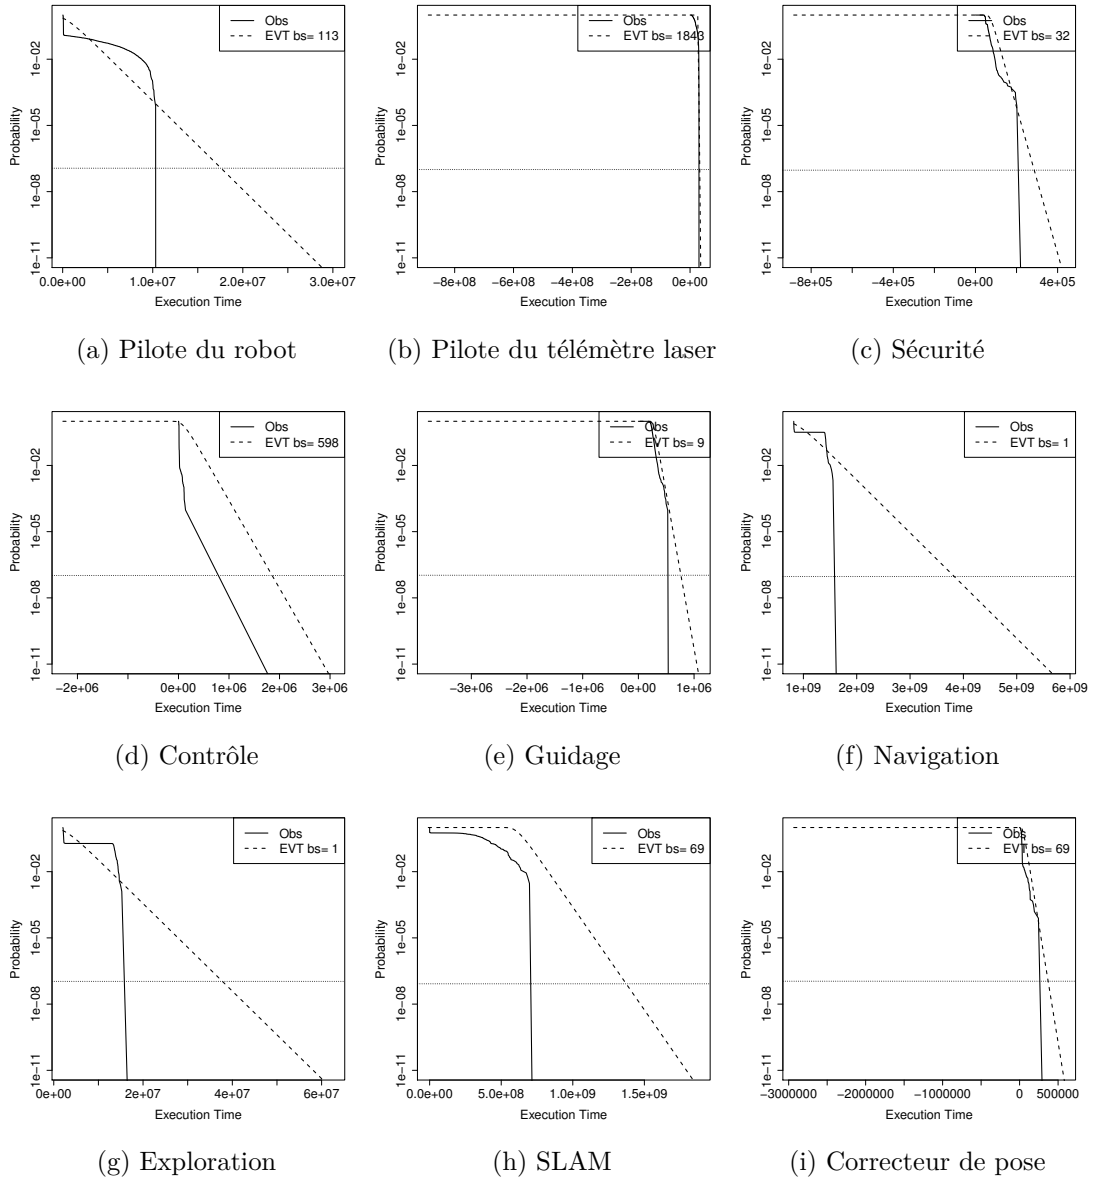 Obs
EVT bs= 113
Probability
1e−02
1e−05
1e−08
1e−11
0.0e+00 1.0e+07 2.0e+07 3.0e+07
Execution Time
(a) Pilote du robot
Obs
EVT bs= 1843
Probability
1e−02
1e−05
1e−08
1e−11
−8e+08 −6e+08 −4e+08 −2e+08 0e+00
Execution Time
(b) Pilote du télémètre laser
Obs
EVT bs= 32
Probability
1e−02
1e−05
1e−08
1e−11
−8e+05 −4e+05 0e+00 4e+05
Execution Time
(c) Sécurité
Obs
EVT bs= 598
Probability
1e−02
1e−05
1e−08
1e−11
−2e+06 0e+00 1e+06 2e+06 3e+06
Execution Time
(d) Contrôle
Obs
EVT bs= 9
Probability
1e−02
1e−05
1e−08
1e−11
−3e+06 −2e+06 −1e+06 0e+00 1e+06
Execution Time
(e) Guidage
Obs
EVT bs= 1
Probability
1e−02
1e−05
1e−08
1e−11
1e+09 2e+09 3e+09 4e+09 5e+09 6e+09
Execution Time
(f) Navigation
Obs
EVT bs= 1
Probability
1e−02
1e−05
1e−08
1e−11
0e+00 2e+07 4e+07 6e+07
Execution Time
(g) Exploration
Obs
EVT bs= 69
Probability
1e−02
1e−05
1e−08
1e−11
0.0e+00 5.0e+08 1.0e+09 1.5e+09
Execution Time
(h) SLAM
Obs
EVT bs= 69
Probability
1e−02
1e−05
1e−08
1e−11
−3000000 −2000000 −1000000 0 500000
Execution Time
(i) Correcteur de pose